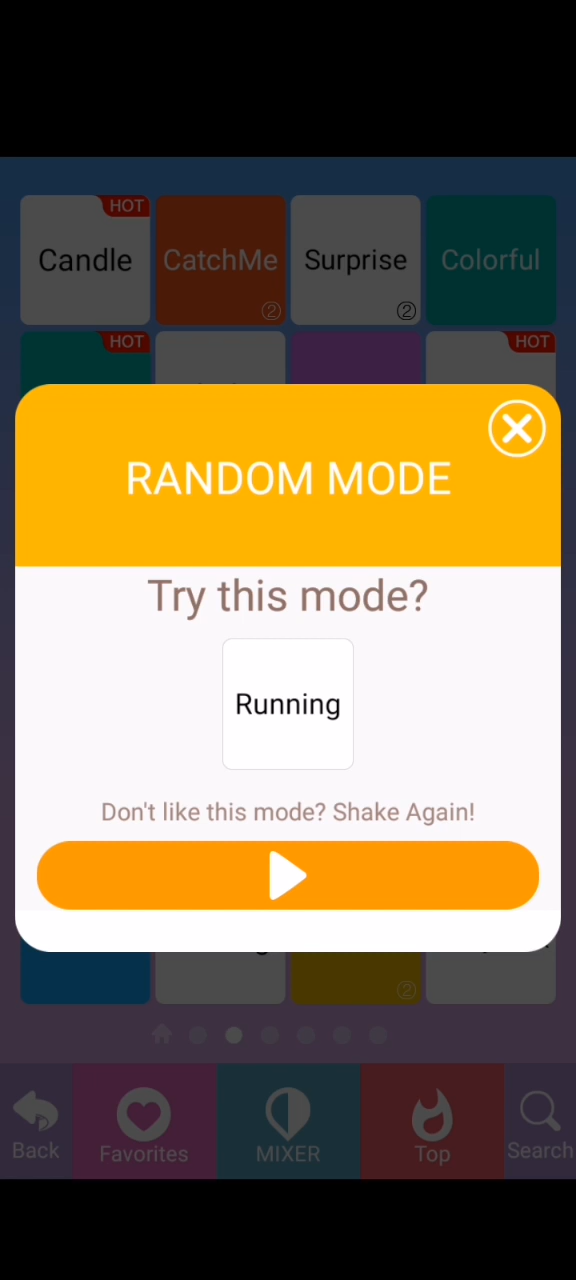 HOT
Candle
CatchMe
②
Surprise
②
Colorful
HOT
HOT
RANDOM MODE
Try this mode?
Running
Don't like this mode? Shake Again!
②
Back
Favorites
MIXER
Top
Search